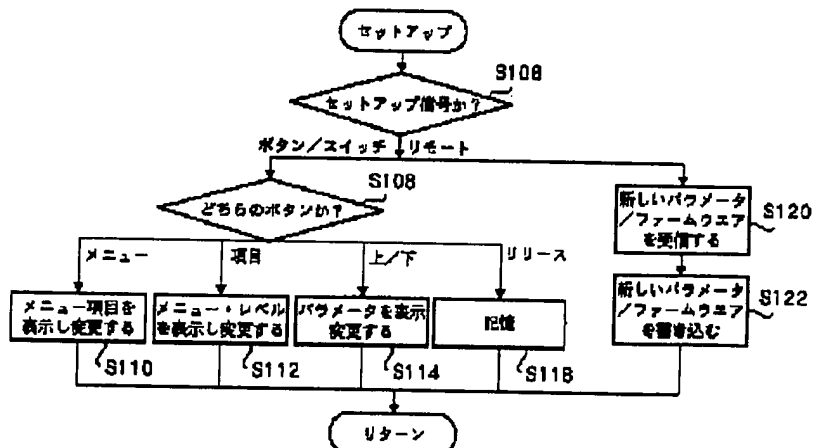 セットアップ
S108
セットアップ信号か?
ボタン/スイッチ リモート
S108
どちらのボタンか?
新しいパラメータ
/ファームウエア
を受信する
S120
メニュー
項目
上/下
リリース
メニュー項目を
表示し変更する
メニュー・レベル
を表示し変更する
パラメータを表示
変更する
記憶
新しいパラメータ
/ファームウエア
を書き込む
S122
S110
S112
S114
S118
リターン